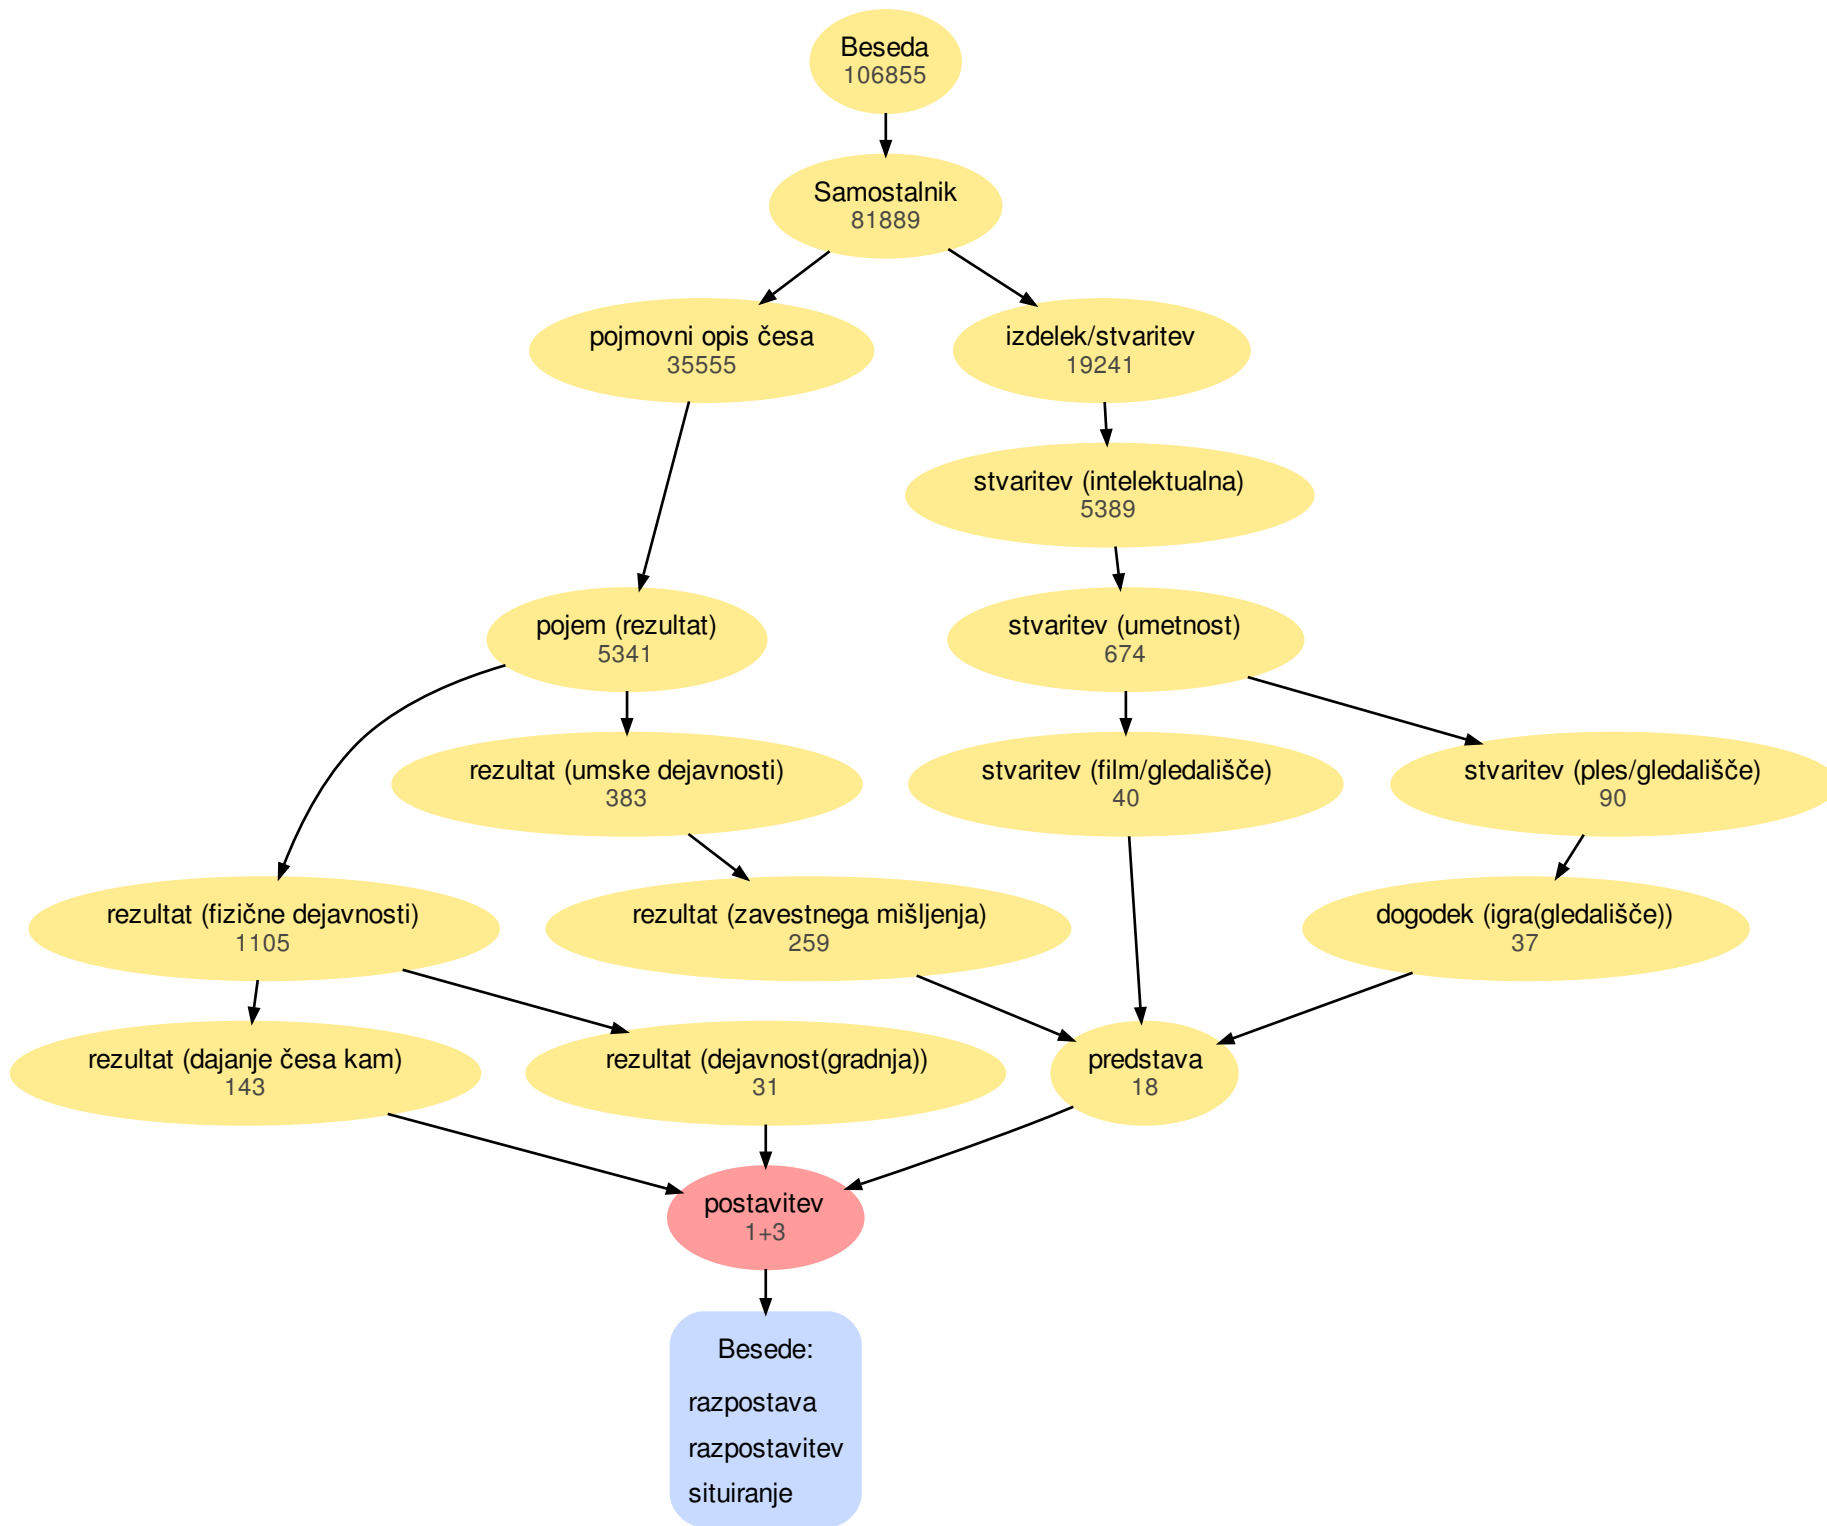 Beseda
106855
Samostalnik
81889
pojmovni opis česa
35555
izdelek/stvaritev
19241
stvaritev (intelektualna)
5389
pojem (rezultat)
5341
stvaritev (umetnost)
674
rezultat (umske dejavnosti)
383
stvaritev (film/gledališče)
40
stvaritev (ples/gledališče)
90
rezultat (fizične dejavnosti)
1105
rezultat (zavestnega mišljenja)
259
dogodek (igra(gledališče))
37
rezultat (dajanje česa kam)
143
rezultat (dejavnost(gradnja))
31
predstava
18
postavitev
1+3
Besede:
razpostava
razpostavitev
situiranje